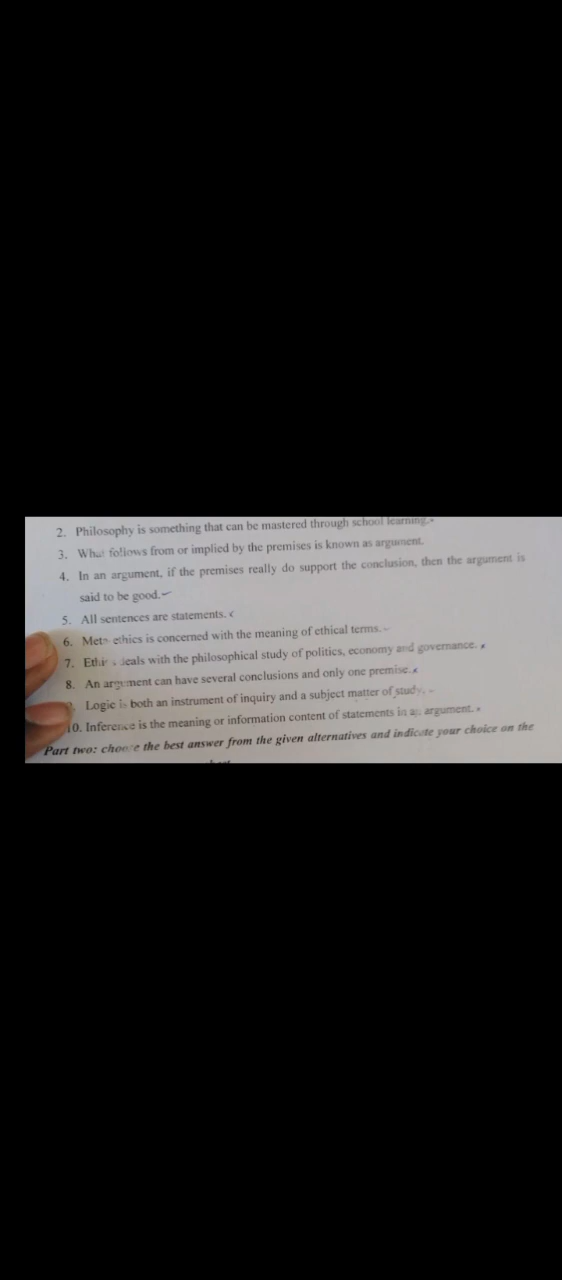 2. Philosophy is something that can be mastered through school learning.
3. What follows from or implied by the premises is known as argument.
4. In an argument, if the premises really do support the conclusion, then the argument is
said to be good.
5. All sentences are statements.
6. Meta ethics is concerned with the meaning of ethical terms.
7. Ethics deals with the philosophical study of politics, economy and governance.
8. An argument can have several conclusions and only one premise.
Logic is both an instrument of inquiry and a subject matter of study.
10. Inference is the meaning or information content of statements in an argument.
Part two: choose the best answer from the given alternatives and indicate your choice on the